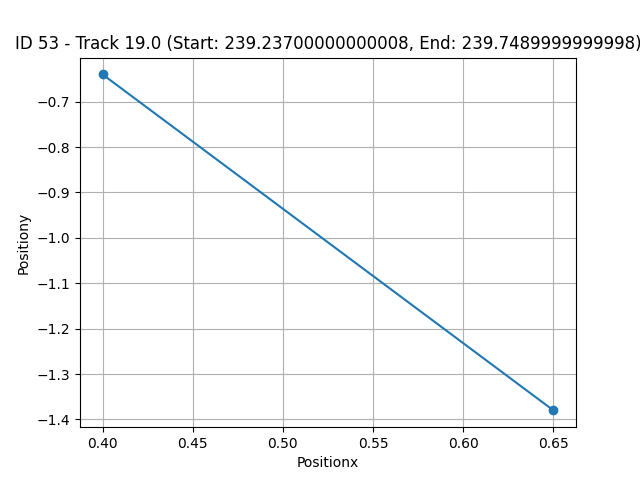 ID 53 - Track 19.0 (Start: 239.23700000000008, End: 239.7489999999998)
Positiony
−0.7
−0.8
−0.9
−1.0
−1.1
−1.2
−1.3
−1.4
0.40 0.45 0.50 0.55 0.60 0.65
Positionx